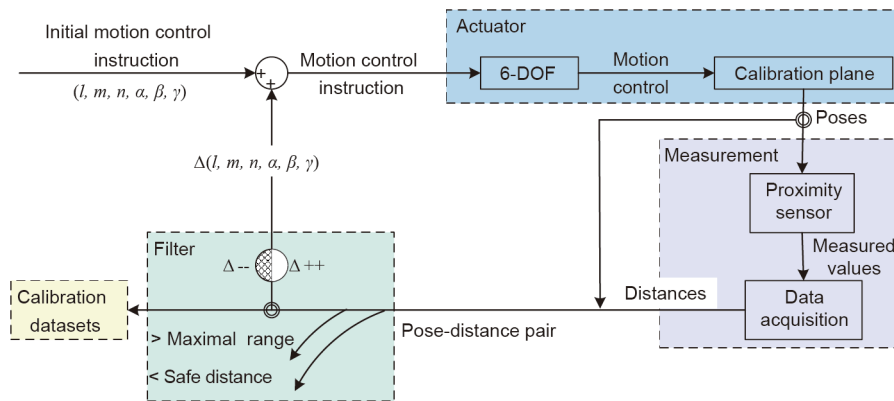 Initial motion control
instruction
(l, m, n, α, β, γ)
+
+
Motion control
instruction
Actuator
6-DOF
Motion
control
Calibration plane
Poses
Measurement
Proximity
sensor
Measured
values
Data
acquisition
Distances
Pose-distance pair
Δ(l, m, n, α, β, γ)
Filter
Δ --
Δ ++
> Maximal range
< Safe distance
Calibration
datasets